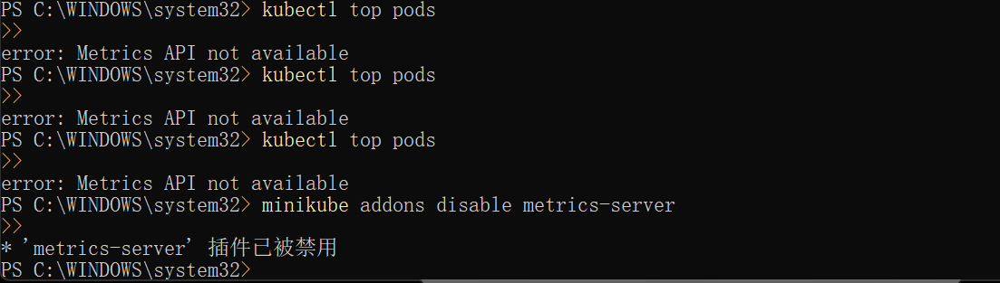 PS C:\WINDOWS\system32> kubectl top pods
>>
error: Metrics API not available
PS C:\WINDOWS\system32> kubectl top pods
>>
error: Metrics API not available
PS C:\WINDOWS\system32> kubectl top pods
>>
error: Metrics API not available
PS C:\WINDOWS\system32> minikube addons disable metrics-server
>>
* 'metrics-server' 插件已被禁用
PS C:\WINDOWS\system32>